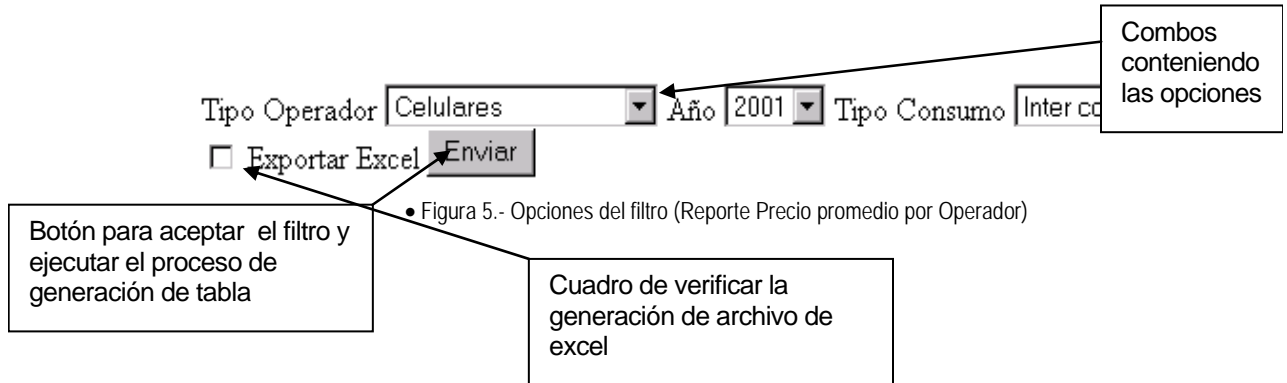 Combos
conteniendo
las opciones
Tipo Operador Celulares Año 2001 Tipo Consumo Inter
Exportar Excel Enviar
• Figura 5.- Opciones del filtro (Reporte Precio promedio por Operador)
Botón para aceptar el filtro y
ejecutar el proceso de
generación de tabla
Cuadro de verificar la
generación de archivo de
excel